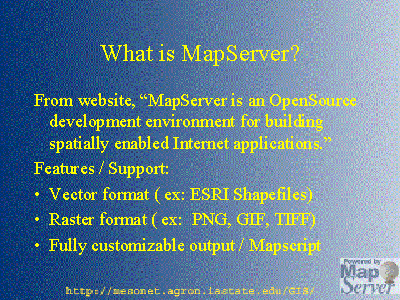 What is MapServer?
From website, “MapServer is an OpenSource
development environment for building
spatially enabled Internet applications.”
Features / Support:
• Vector format ( ex: ESRI Shapefiles)
• Raster format ( ex:  PNG, GIF, TIFF)
• Fully customizable output / Mapscript
Powered by
Map
Server
http://mesonet.agron.iastate.edu/GIS/